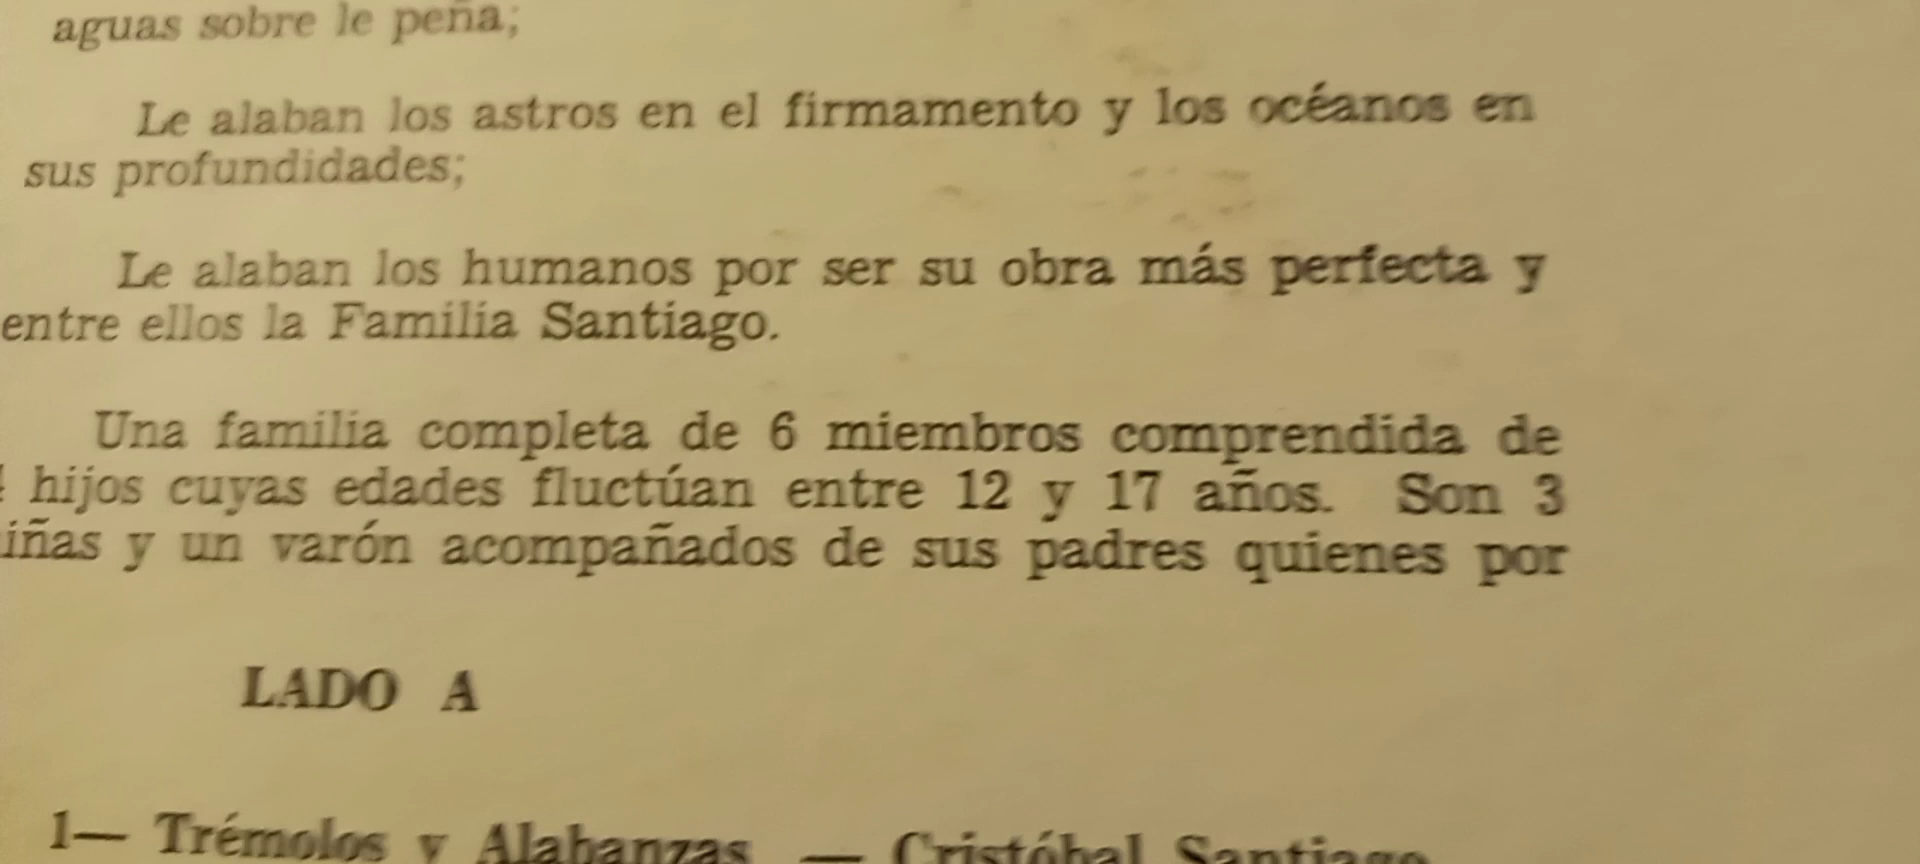 aguas sobre le peña;
Le alaban los astros en el firmamento y los océanos en
sus profundidades;
Le alaban los humanos por ser su obra más perfecta y
entre ellos la Familia Santiago.
Una familia completa de 6 miembros comprendida de
hijos cuyas edades fluctúan entre 12 y 17 años. Son 3
iñas y un varón acompañados de sus padres quienes por
LADO A
1— Trémolos y Alabanzas — Cristóbal Santiago